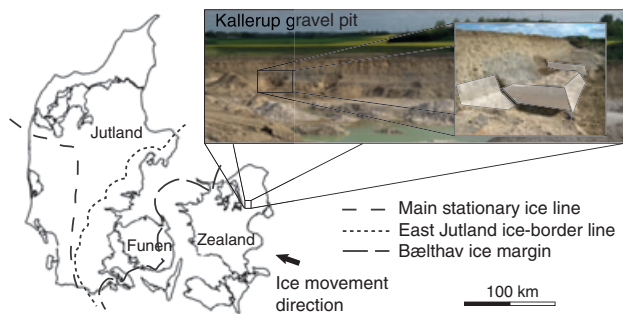 Kallerup gravel pit
Jutland
Funen
Zealand
Main stationary ice line
East Jutland ice-border line
Bælthav ice margin
Ice movement
direction
100 km